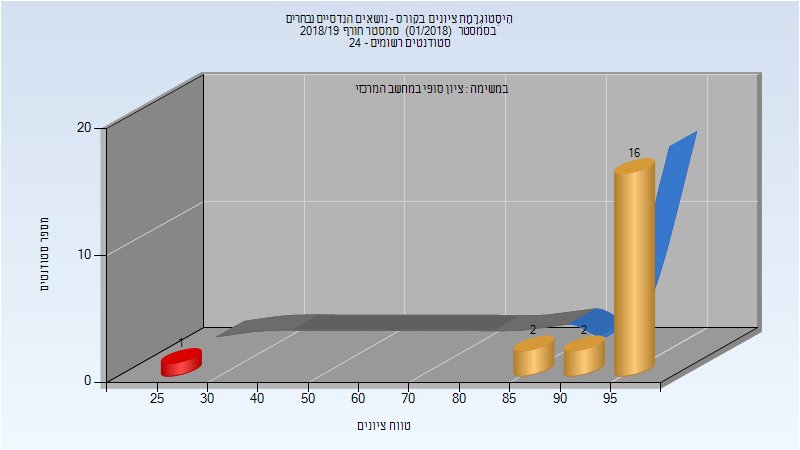 היסטוגרמת ציונים בקורס - נושאים הנדסיים נבחרים
בסמסטר (01/2018) סמסטר חורף 2018/19
סטודנטים רשומים - 24
במשימה : ציון סופי במחשב המרכזי
מספר סטודנטים
20
10
0
1
2
2
16
25 30 40 50 60 70 80 85 90 95
טווח ציונים